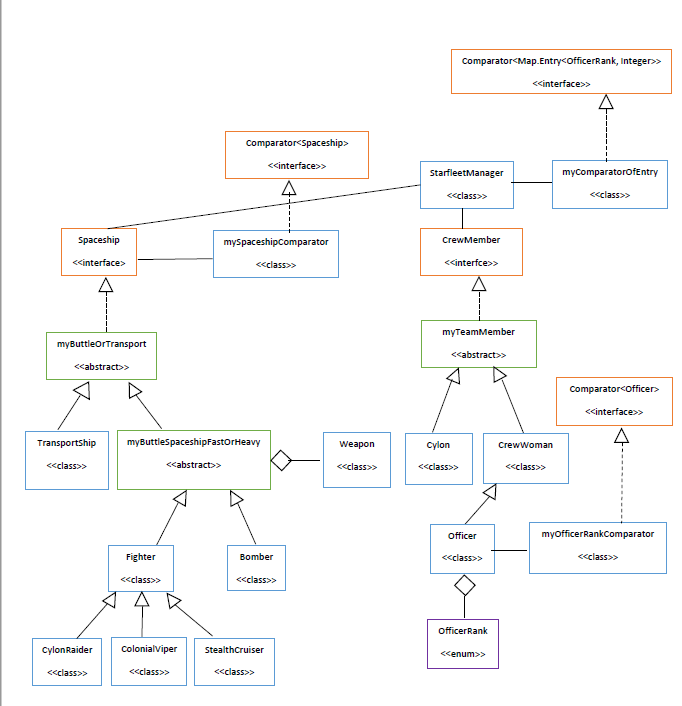 Comparator<Map.Entry<OfficerRank, Integer>>
<<interface>>
Comparator<Spaceship>
<<interface>>
StarfleetManager
<<class>>
myComparatorOfEntry
<<class>>
Spaceship
<<interface>
mySpaceshipComparator
<<class>>
CrewMember
<<interfce>>
myButtleOrTransport
<<abstract>>
myTeamMember
<<abstract>>
Comparator<Officer>
<<interface>>
TransportShip
<<class>>
myButtleSpaceshipFastOrHeavy
<<abstract>>
Weapon
<<class>>
Cylon
<<class>>
CrewWoman
<<class>>
Officer
<<class>>
myOfficerRankComparator
<<class>>
Fighter
<<class>>
Bomber
<<class>>
OfficerRank
<<enum>>
CylonRaider
<<class>>
ColonialViper
<<class>>
StealthCruiser
<<class>>